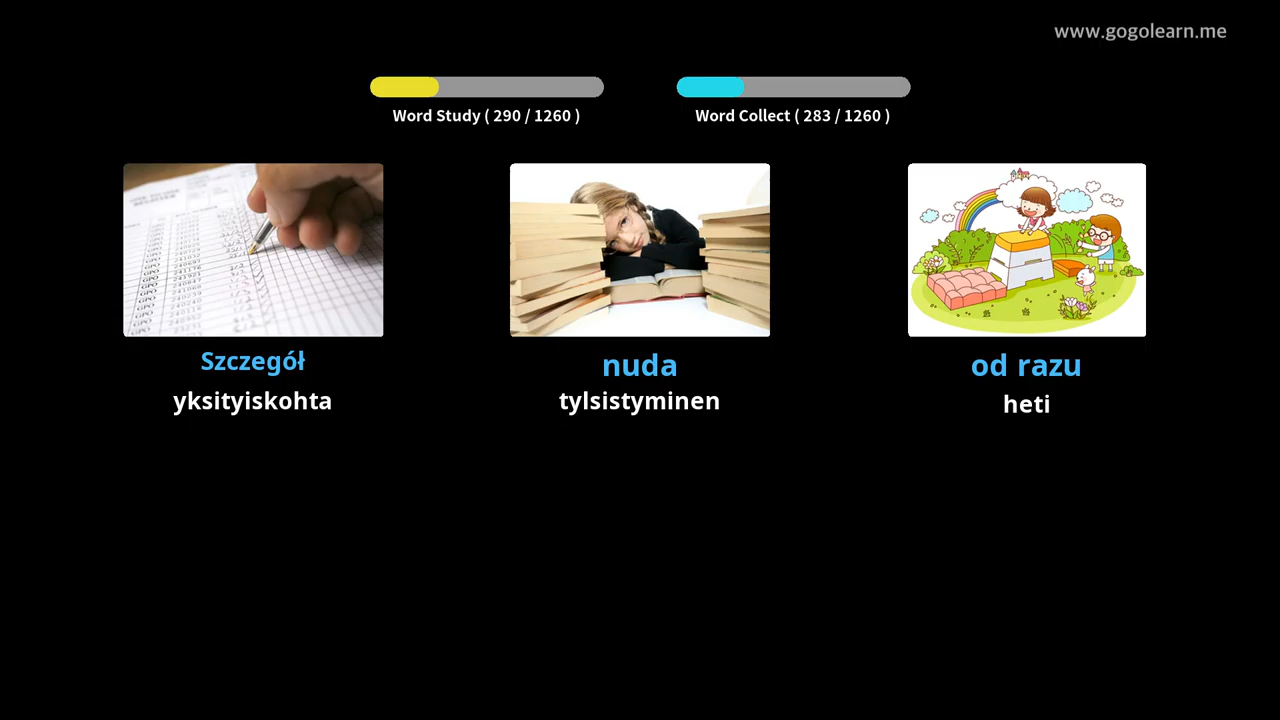 www.gogolearn.me
Word Study ( 290 / 1260 )
Word Collect ( 283 / 1260 )
Szczegół
nuda
od razu
yksityiskohta
tylsistyminen
heti